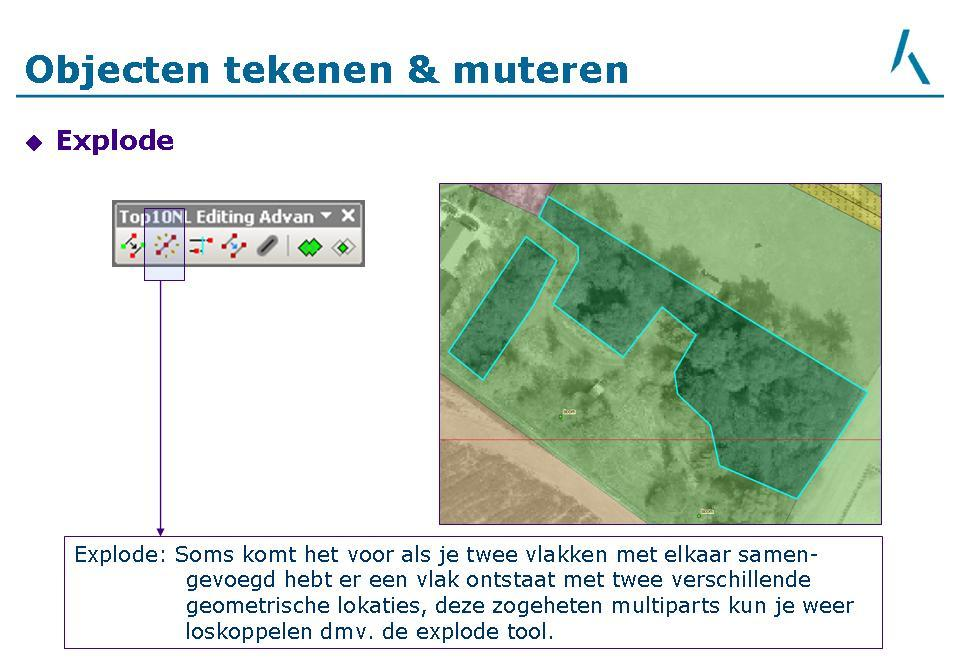 Objecten tekenen & muteren
Explode
Top10NL Editing Advan
Explode: Soms komt het voor als je twee vlakken met elkaar samen-
gevoegd hebt er een vlak ontstaat met twee verschillende
geometrische lokaties, deze zogeheten multiparts kun je weer
loskoppelen dmv. de explode tool.